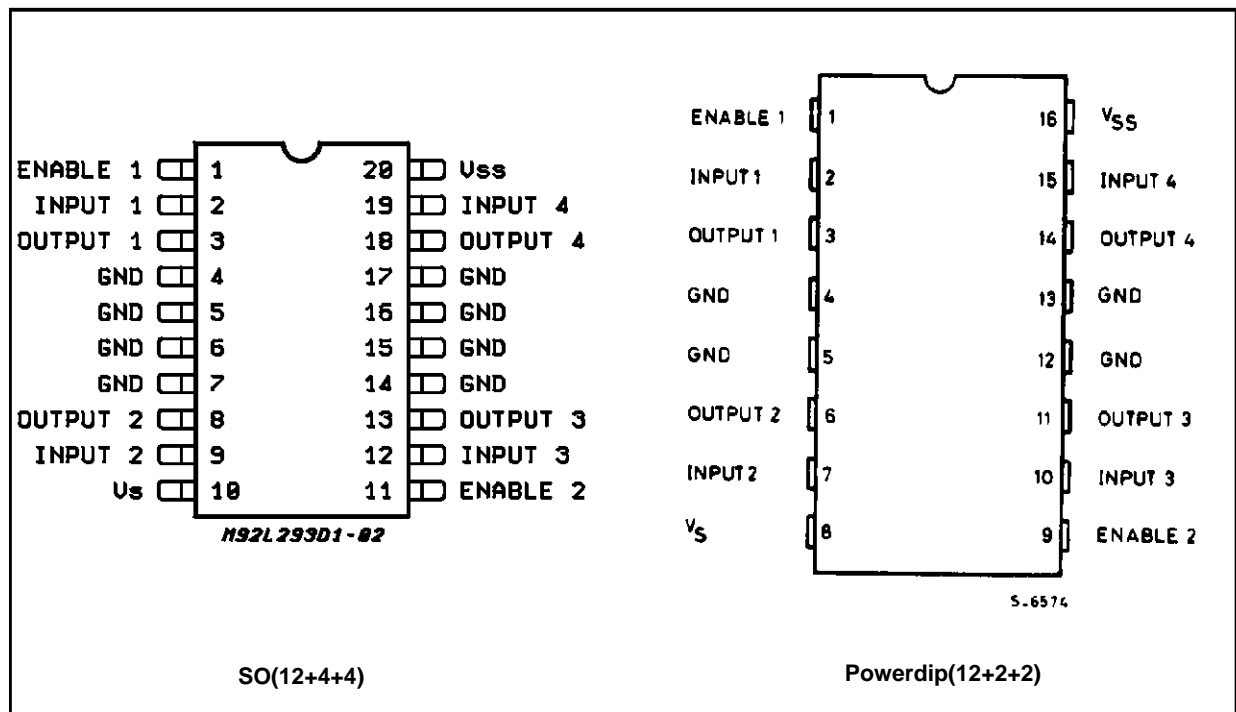 ENABLE 1 1 20 Vss
INPUT 1 2 19 INPUT 4
OUTPUT 1 3 18 OUTPUT 4
GND 4 17 GND
GND 5 16 GND
GND 6 15 GND
GND 7 14 GND
OUTPUT 2 8 13 OUTPUT 3
INPUT 2 9 12 INPUT 3
Vs 10 11 ENABLE 2
M92L293D1-02
SO(12+4+4)
ENABLE 1 1 16 VSS
INPUT 1 2 15 INPUT 4
OUTPUT 1 3 14 OUTPUT 4
GND 4 13 GND
GND 5 12 GND
OUTPUT 2 6 11 OUTPUT 3
INPUT 2 7 10 INPUT 3
VS 8 9 ENABLE 2
S-6574
Powerdip(12+2+2)